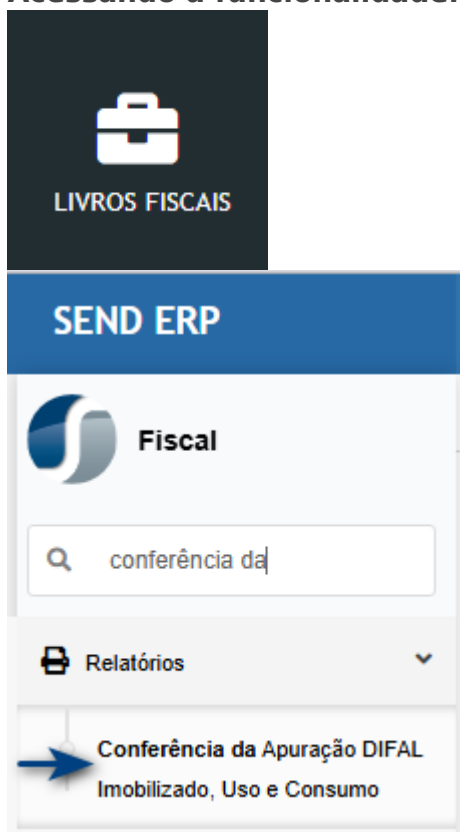 Acessando a funcionalidade:
LIVROS FISCAIS
SEND ERP
Fiscal
conferência da
Relatórios
Conferência da Apuração DIFAL
Imobilizado, Uso e Consumo